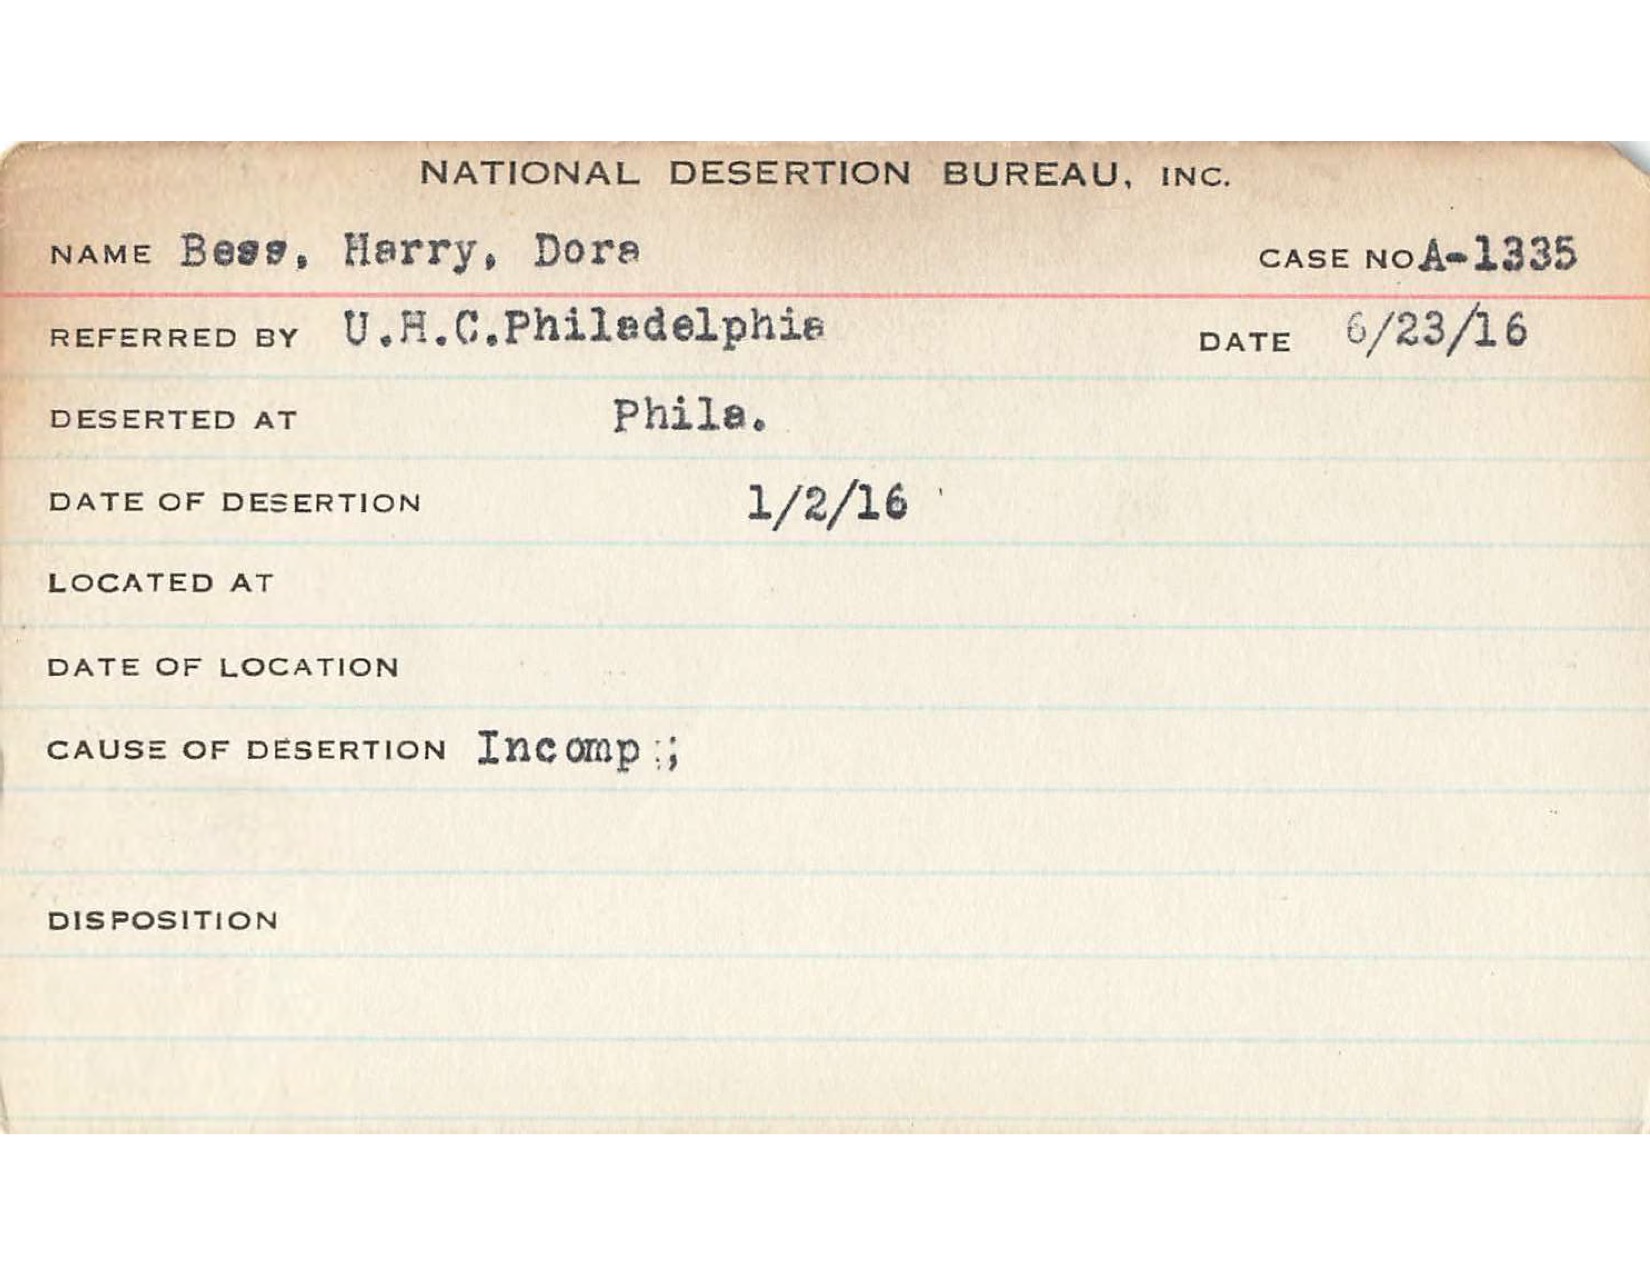 NATIONAL DESERTION BUREAU, INC.
NAME Bess, Harry, Dora CASE NO A-1335
REFERRED BY U.H.C.Philadelphia DATE 6/23/16
DESERTED AT Phila.
DATE OF DESERTION 1/2/16
LOCATED AT
DATE OF LOCATION
CAUSE OF DESERTION Incomp.;
DISPOSITION